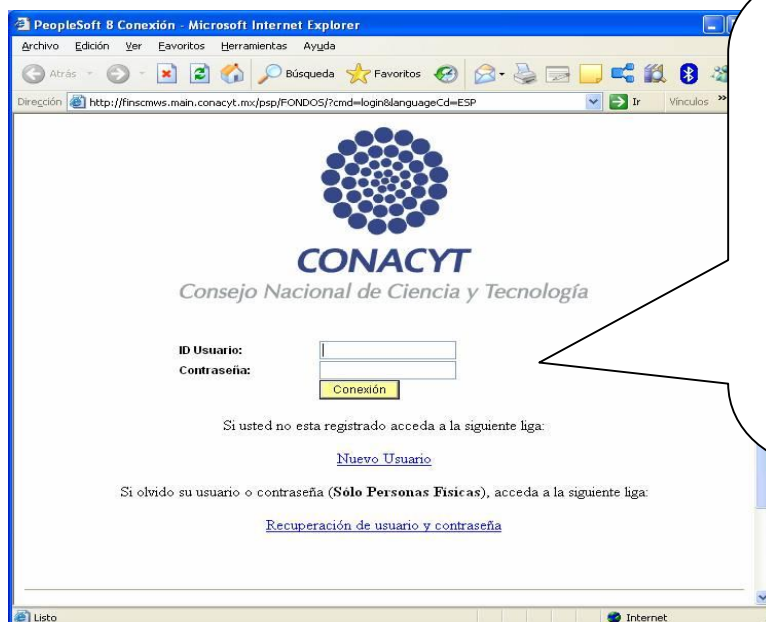 PeopleSoft 8 Conexión - Microsoft Internet Explorer
Archivo Edición Ver Favoritos Herramientas Ayuda
Atrás Búsqueda Favoritos
Dirección http://finscmws.main.conacyt.mx/psp/FONDOS/?cmd=login&languageCd=ESP Ir Vínculos »
CONACYT
Consejo Nacional de Ciencia y Tecnología
ID Usuario:
Contraseña:
Conexión
Si usted no esta registrado acceda a la siguiente liga:
Nuevo Usuario
Si olvido su usuario o contraseña (Sólo Personas Físicas), acceda a la siguiente liga:
Recuperación de usuario y contraseña
Listo Internet